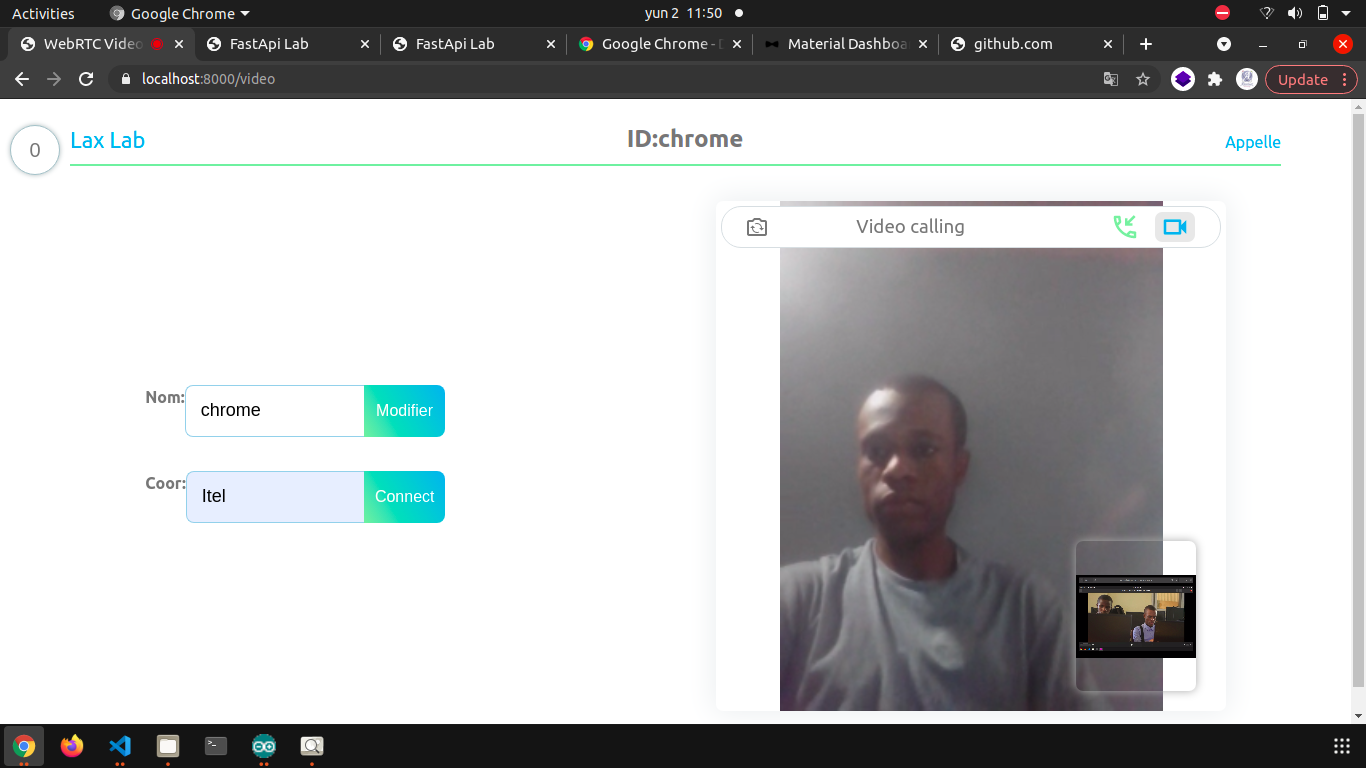 Activities Google Chrome yun 2 11:50
WebRTC Video FastApi Lab FastApi Lab Google Chrome - D Material Dashboa github.com
localhost:8000/video Update
0 Lax Lab ID:chrome Appelle
Video calling
Nom: chrome Modifier
Coor: Itel Connect